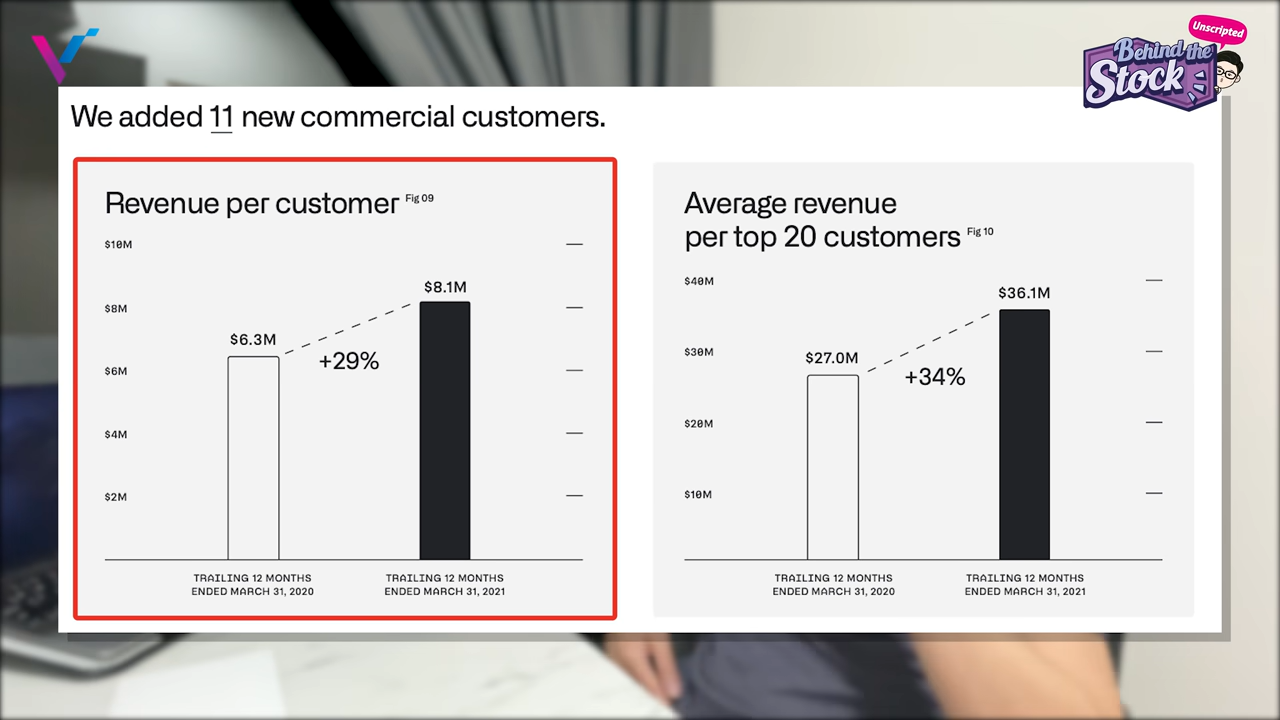 Unscripted
Behind the
Stock
We added 11 new commercial customers.
Revenue per customer Fig 09
$10M
$8M
$6M
$4M
$2M
$6.3M
$8.1M
+29%
TRAILING 12 MONTHS
ENDED MARCH 31, 2020
TRAILING 12 MONTHS
ENDED MARCH 31, 2021
Average revenue
per top 20 customers Fig 10
$40M
$30M
$20M
$10M
$27.0M
$36.1M
+34%
TRAILING 12 MONTHS
ENDED MARCH 31, 2020
TRAILING 12 MONTHS
ENDED MARCH 31, 2021